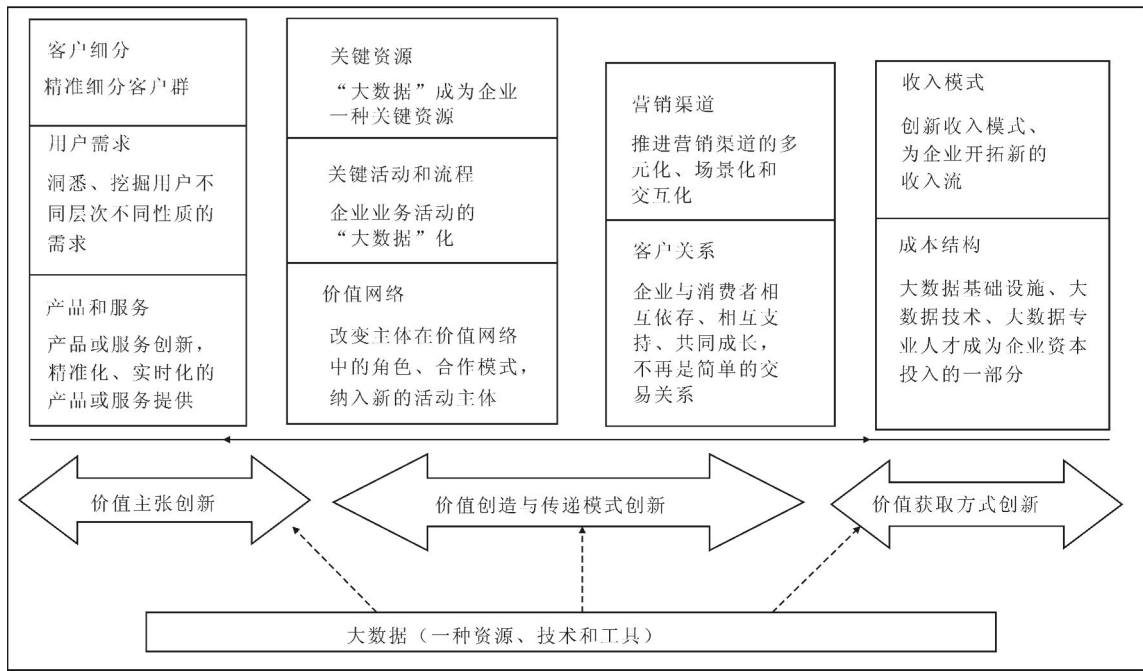 客户细分
精准细分客户群
用户需求
洞悉、挖掘用户不
同层次不同性质的
需求
产品和服务
产品或服务创新，
精准化、实时化的
产品或服务提供
关键资源
“大数据”成为企业
一种关键资源
关键活动和流程
企业业务活动的
“大数据”化
价值网络
改变主体在价值网络
中的角色、合作模式，
纳入新的活动主体
营销渠道
推进营销渠道的多
元化、场景化和
交互化
客户关系
企业与消费者相
互依存、相互支
持、共同成长，
不再是简单的交
易关系
收入模式
创新收入模式、
为企业开拓新的
收入流
成本结构
大数据基础设施、大
数据技术、大数据专
业人才成为企业资本
投入的一部分
价值主张创新
价值创造与传递模式创新
价值获取方式创新
大数据（一种资源、技术和工具）